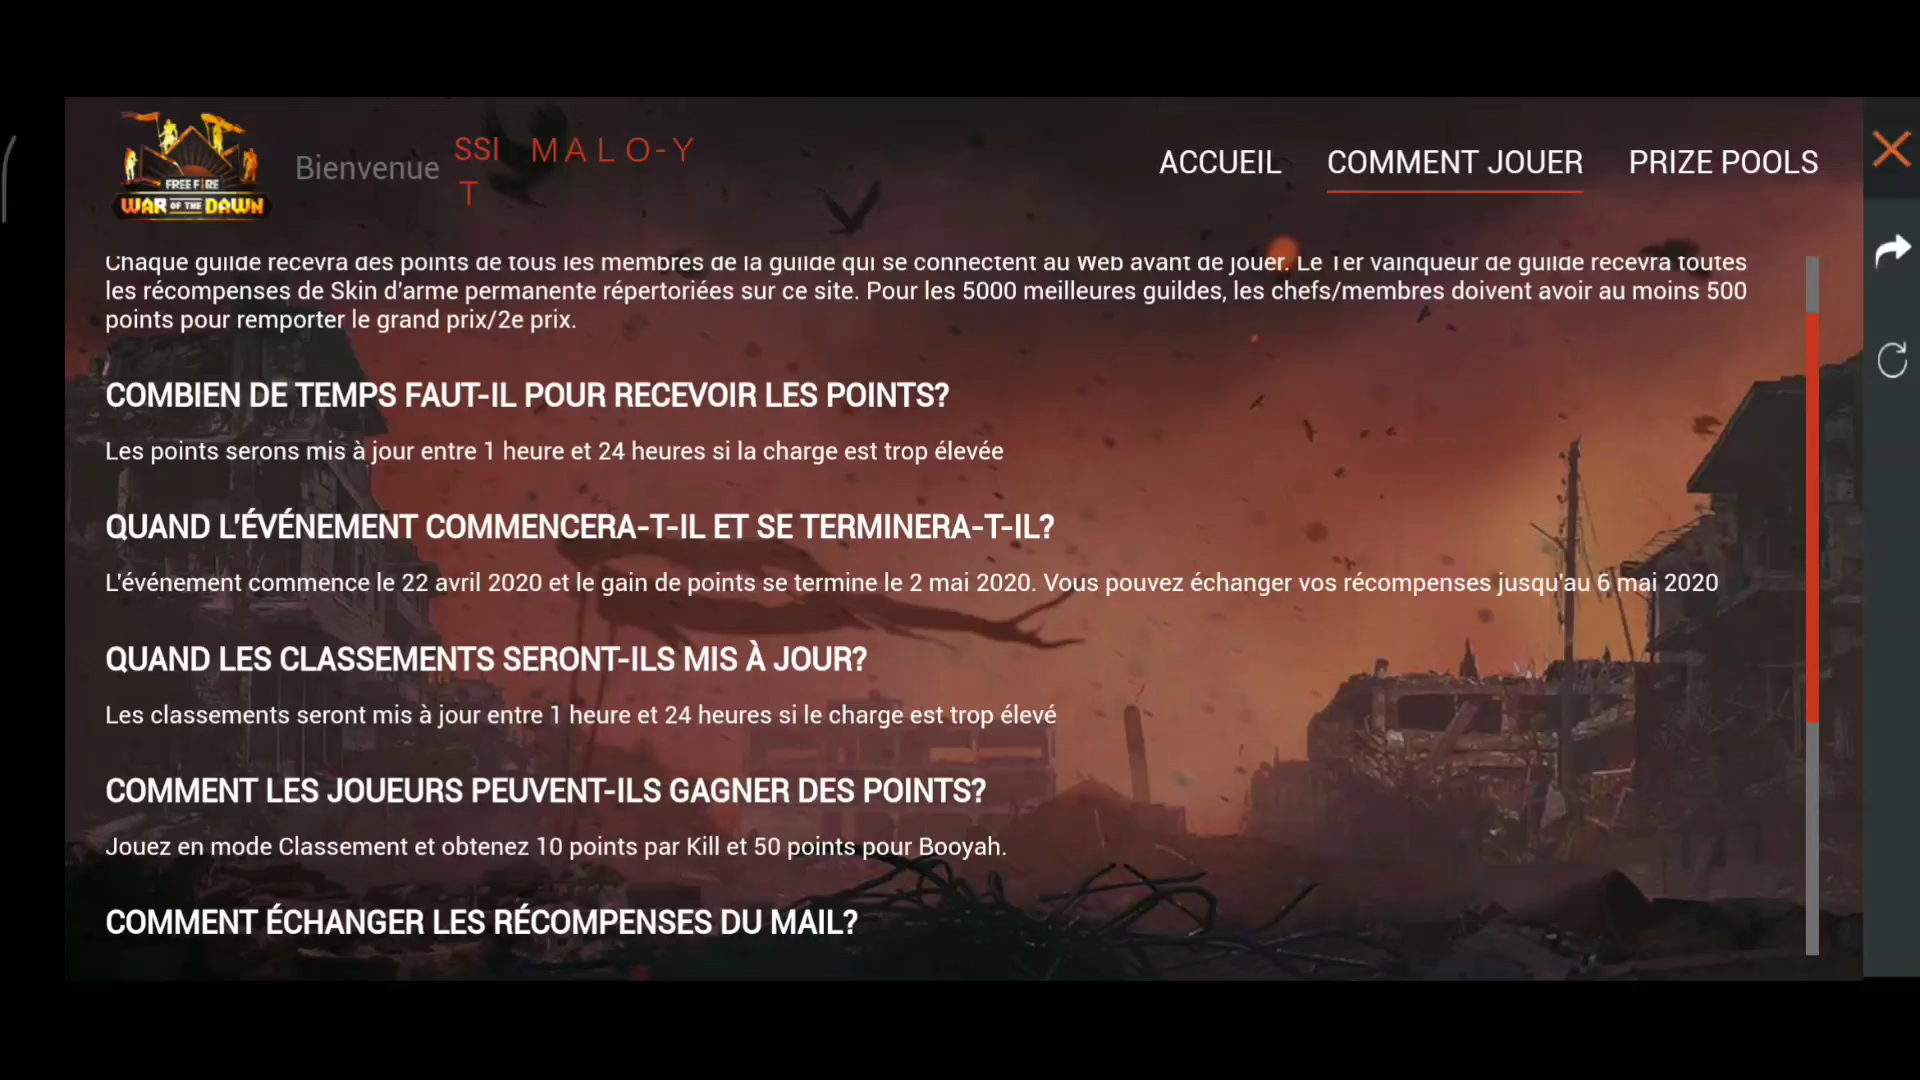 FREE FIRE
WAR OF THE DAWN
Bienvenue
SSI MALO-Y
T
ACCUEIL
COMMENT JOUER
PRIZE POOLS
Chaque guilde recevra des points de tous les membres de la guilde qui se connectent au Web avant de jouer. Le 1er vainqueur de guilde recevra toutes
les récompenses de Skin d'arme permanente répertoriées sur ce site. Pour les 5000 meilleures guildes, les chefs/membres doivent avoir au moins 500
points pour remporter le grand prix/2e prix.
COMBIEN DE TEMPS FAUT-IL POUR RECEVOIR LES POINTS?
Les points serons mis à jour entre 1 heure et 24 heures si la charge est trop élevée
QUAND L'ÉVÉNEMENT COMMENCERA-T-IL ET SE TERMINERA-T-IL?
L'événement commence le 22 avril 2020 et le gain de points se termine le 2 mai 2020. Vous pouvez échanger vos récompenses jusqu'au 6 mai 2020
QUAND LES CLASSEMENTS SERONT-ILS MIS À JOUR?
Les classements seront mis à jour entre 1 heure et 24 heures si le charge est trop élevé
COMMENT LES JOUEURS PEUVENT-ILS GAGNER DES POINTS?
Jouez en mode Classement et obtenez 10 points par Kill et 50 points pour Booyah.
COMMENT ÉCHANGER LES RÉCOMPENSES DU MAIL?